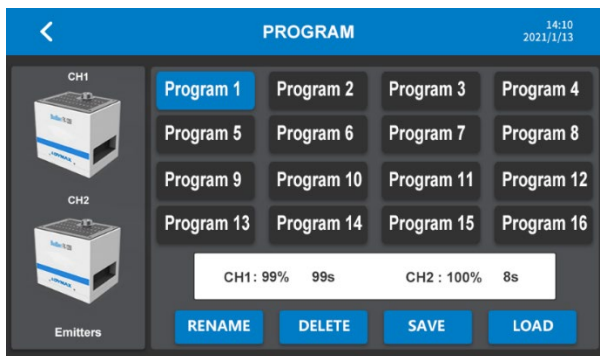 PROGRAM
14:10
2021/1/13
CH1
CH2
Emitters
Program 1 Program 2 Program 3 Program 4
Program 5 Program 6 Program 7 Program 8
Program 9 Program 10 Program 11 Program 12
Program 13 Program 14 Program 15 Program 16
CH1: 99% 99s CH2 : 100% 8s
RENAME DELETE SAVE LOAD